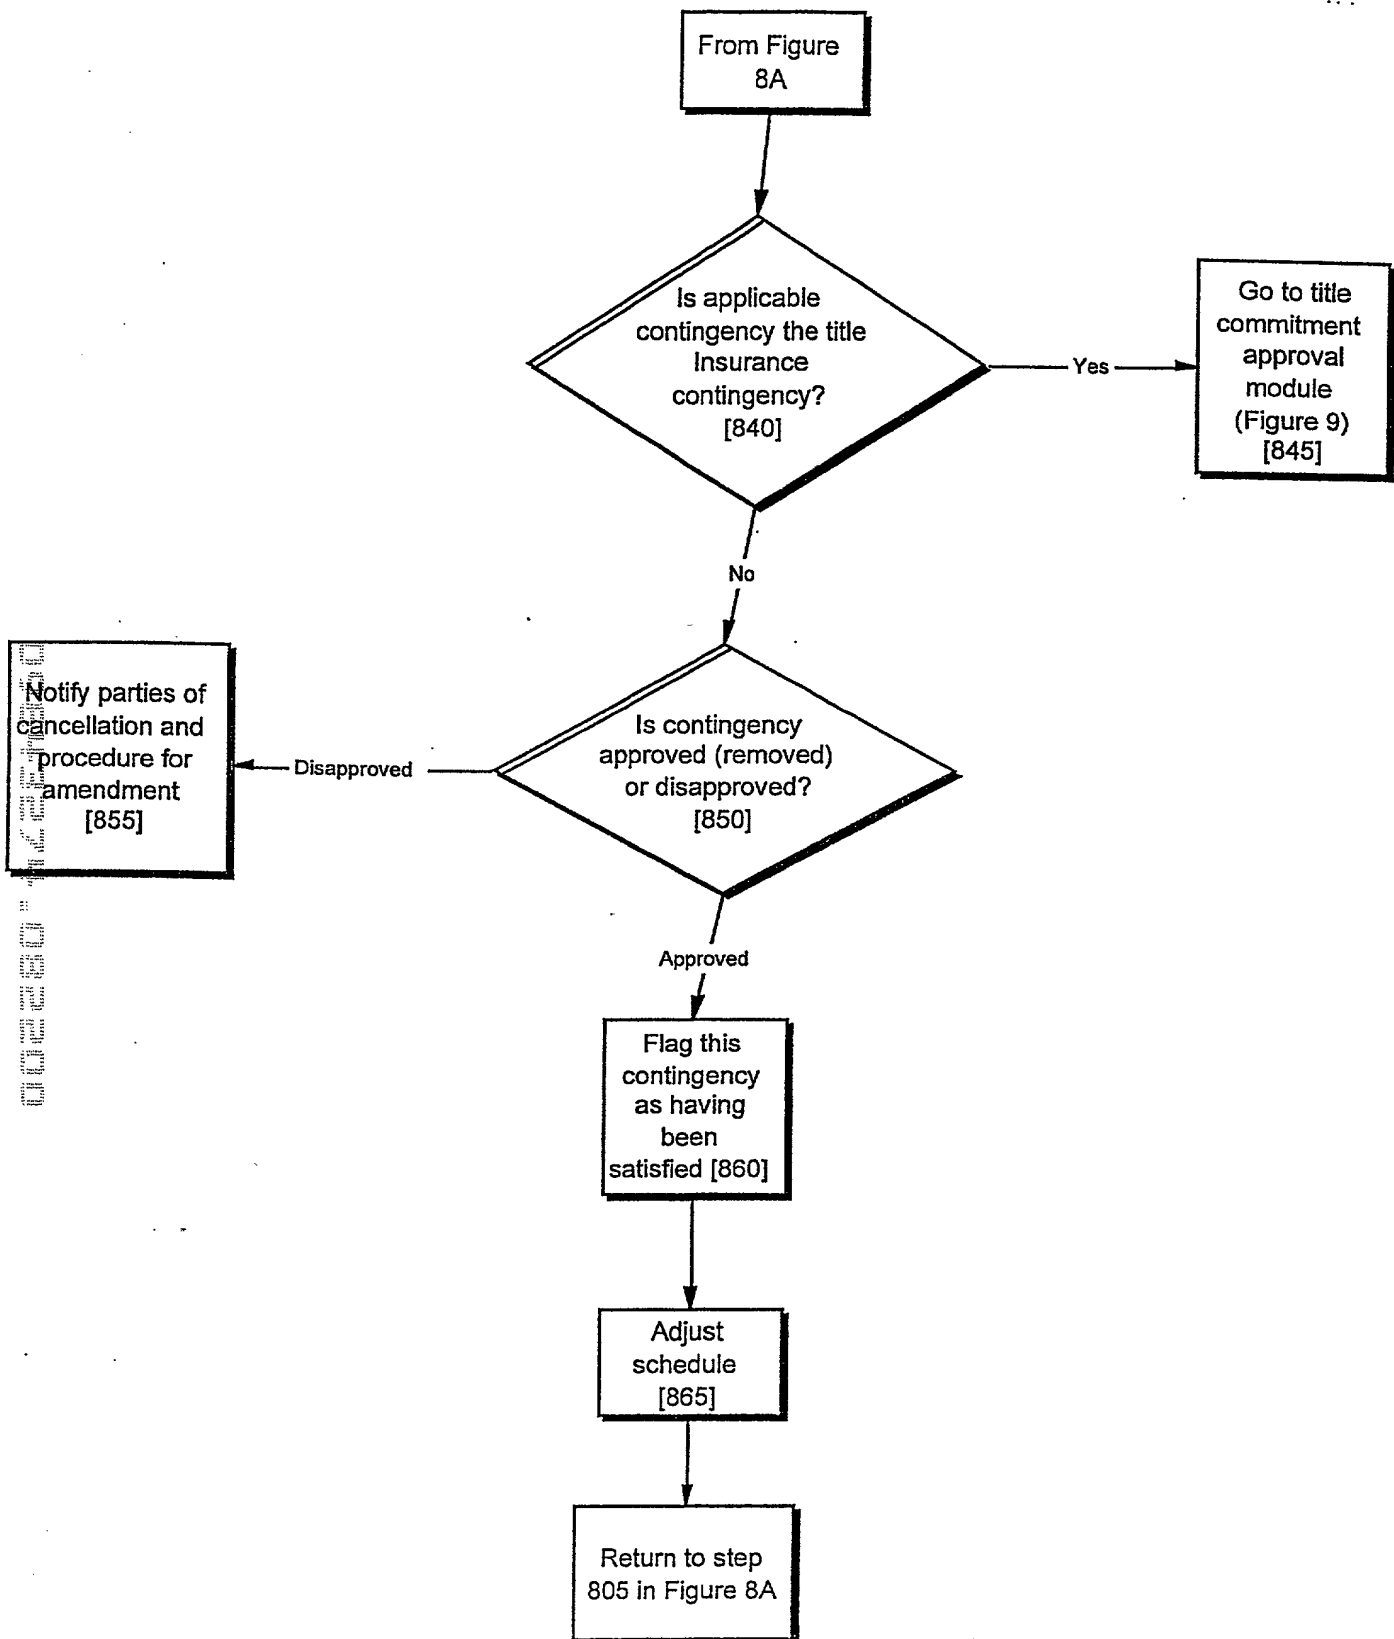 From Figure
8A
Is applicable
contingency the title
Insurance
contingency?
[840]
Yes
Go to title
commitment
approval
module
(Figure 9)
[845]
No
Is contingency
approved (removed)
or disapproved?
[850]
Disapproved
Notify parties of
cancellation and
procedure for
amendment
[855]
Approved
Flag this
contingency
as having
been
satisfied [860]
Adjust
schedule
[865]
Return to step
805 in Figure 8A